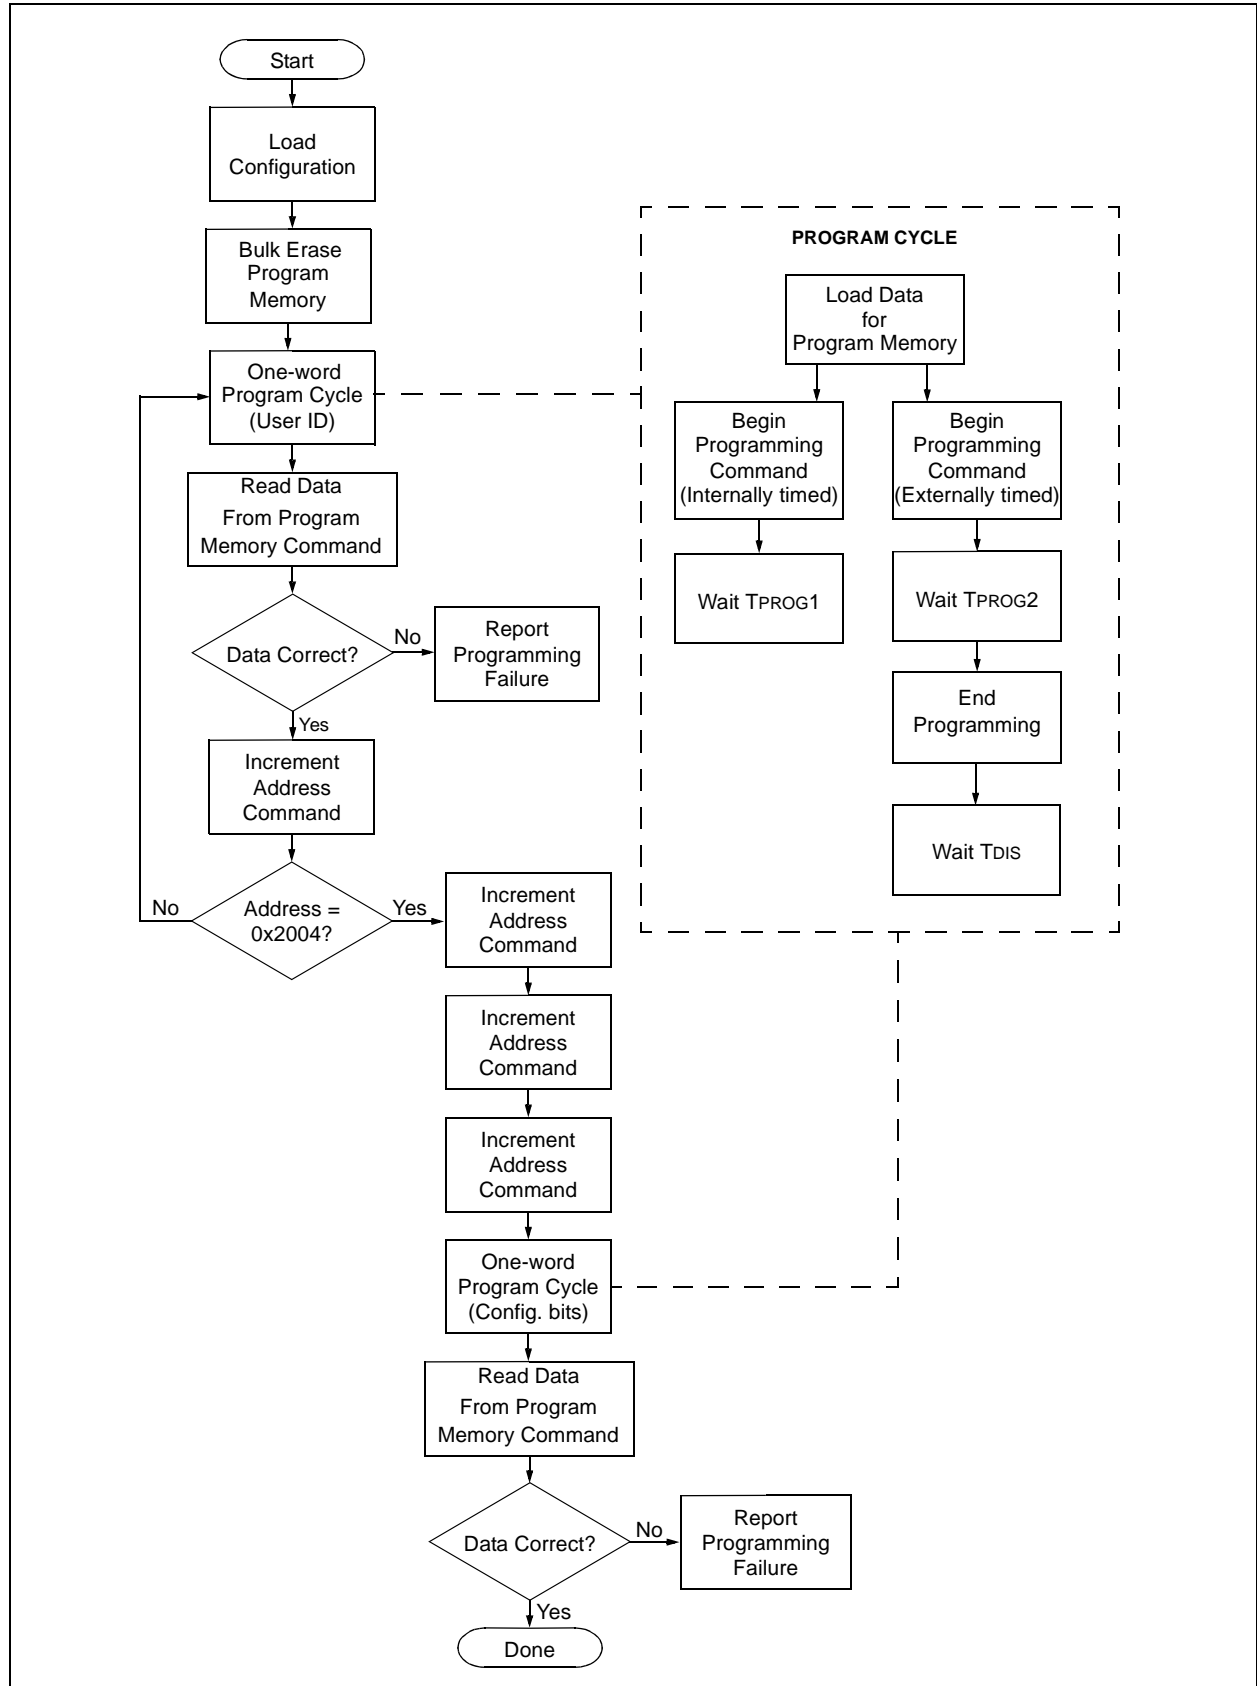 Start
Load
Configuration
Bulk Erase
Program
Memory
One-word
Program Cycle
(User ID)
Read Data
From Program
Memory Command
Data Correct?
No
Report
Programming
Failure
Yes
Increment
Address
Command
Address =
0x2004?
No
Yes
Increment
Address
Command
Increment
Address
Command
Increment
Address
Command
One-word
Program Cycle
(Config. bits)
Read Data
From Program
Memory Command
Data Correct?
No
Report
Programming
Failure
Yes
Done
PROGRAM CYCLE
Load Data
for
Program Memory
Begin
Programming
Command
(Internally timed)
Wait TPROG1
Begin
Programming
Command
(Externally timed)
Wait TPROG2
End
Programming
Wait TDIS